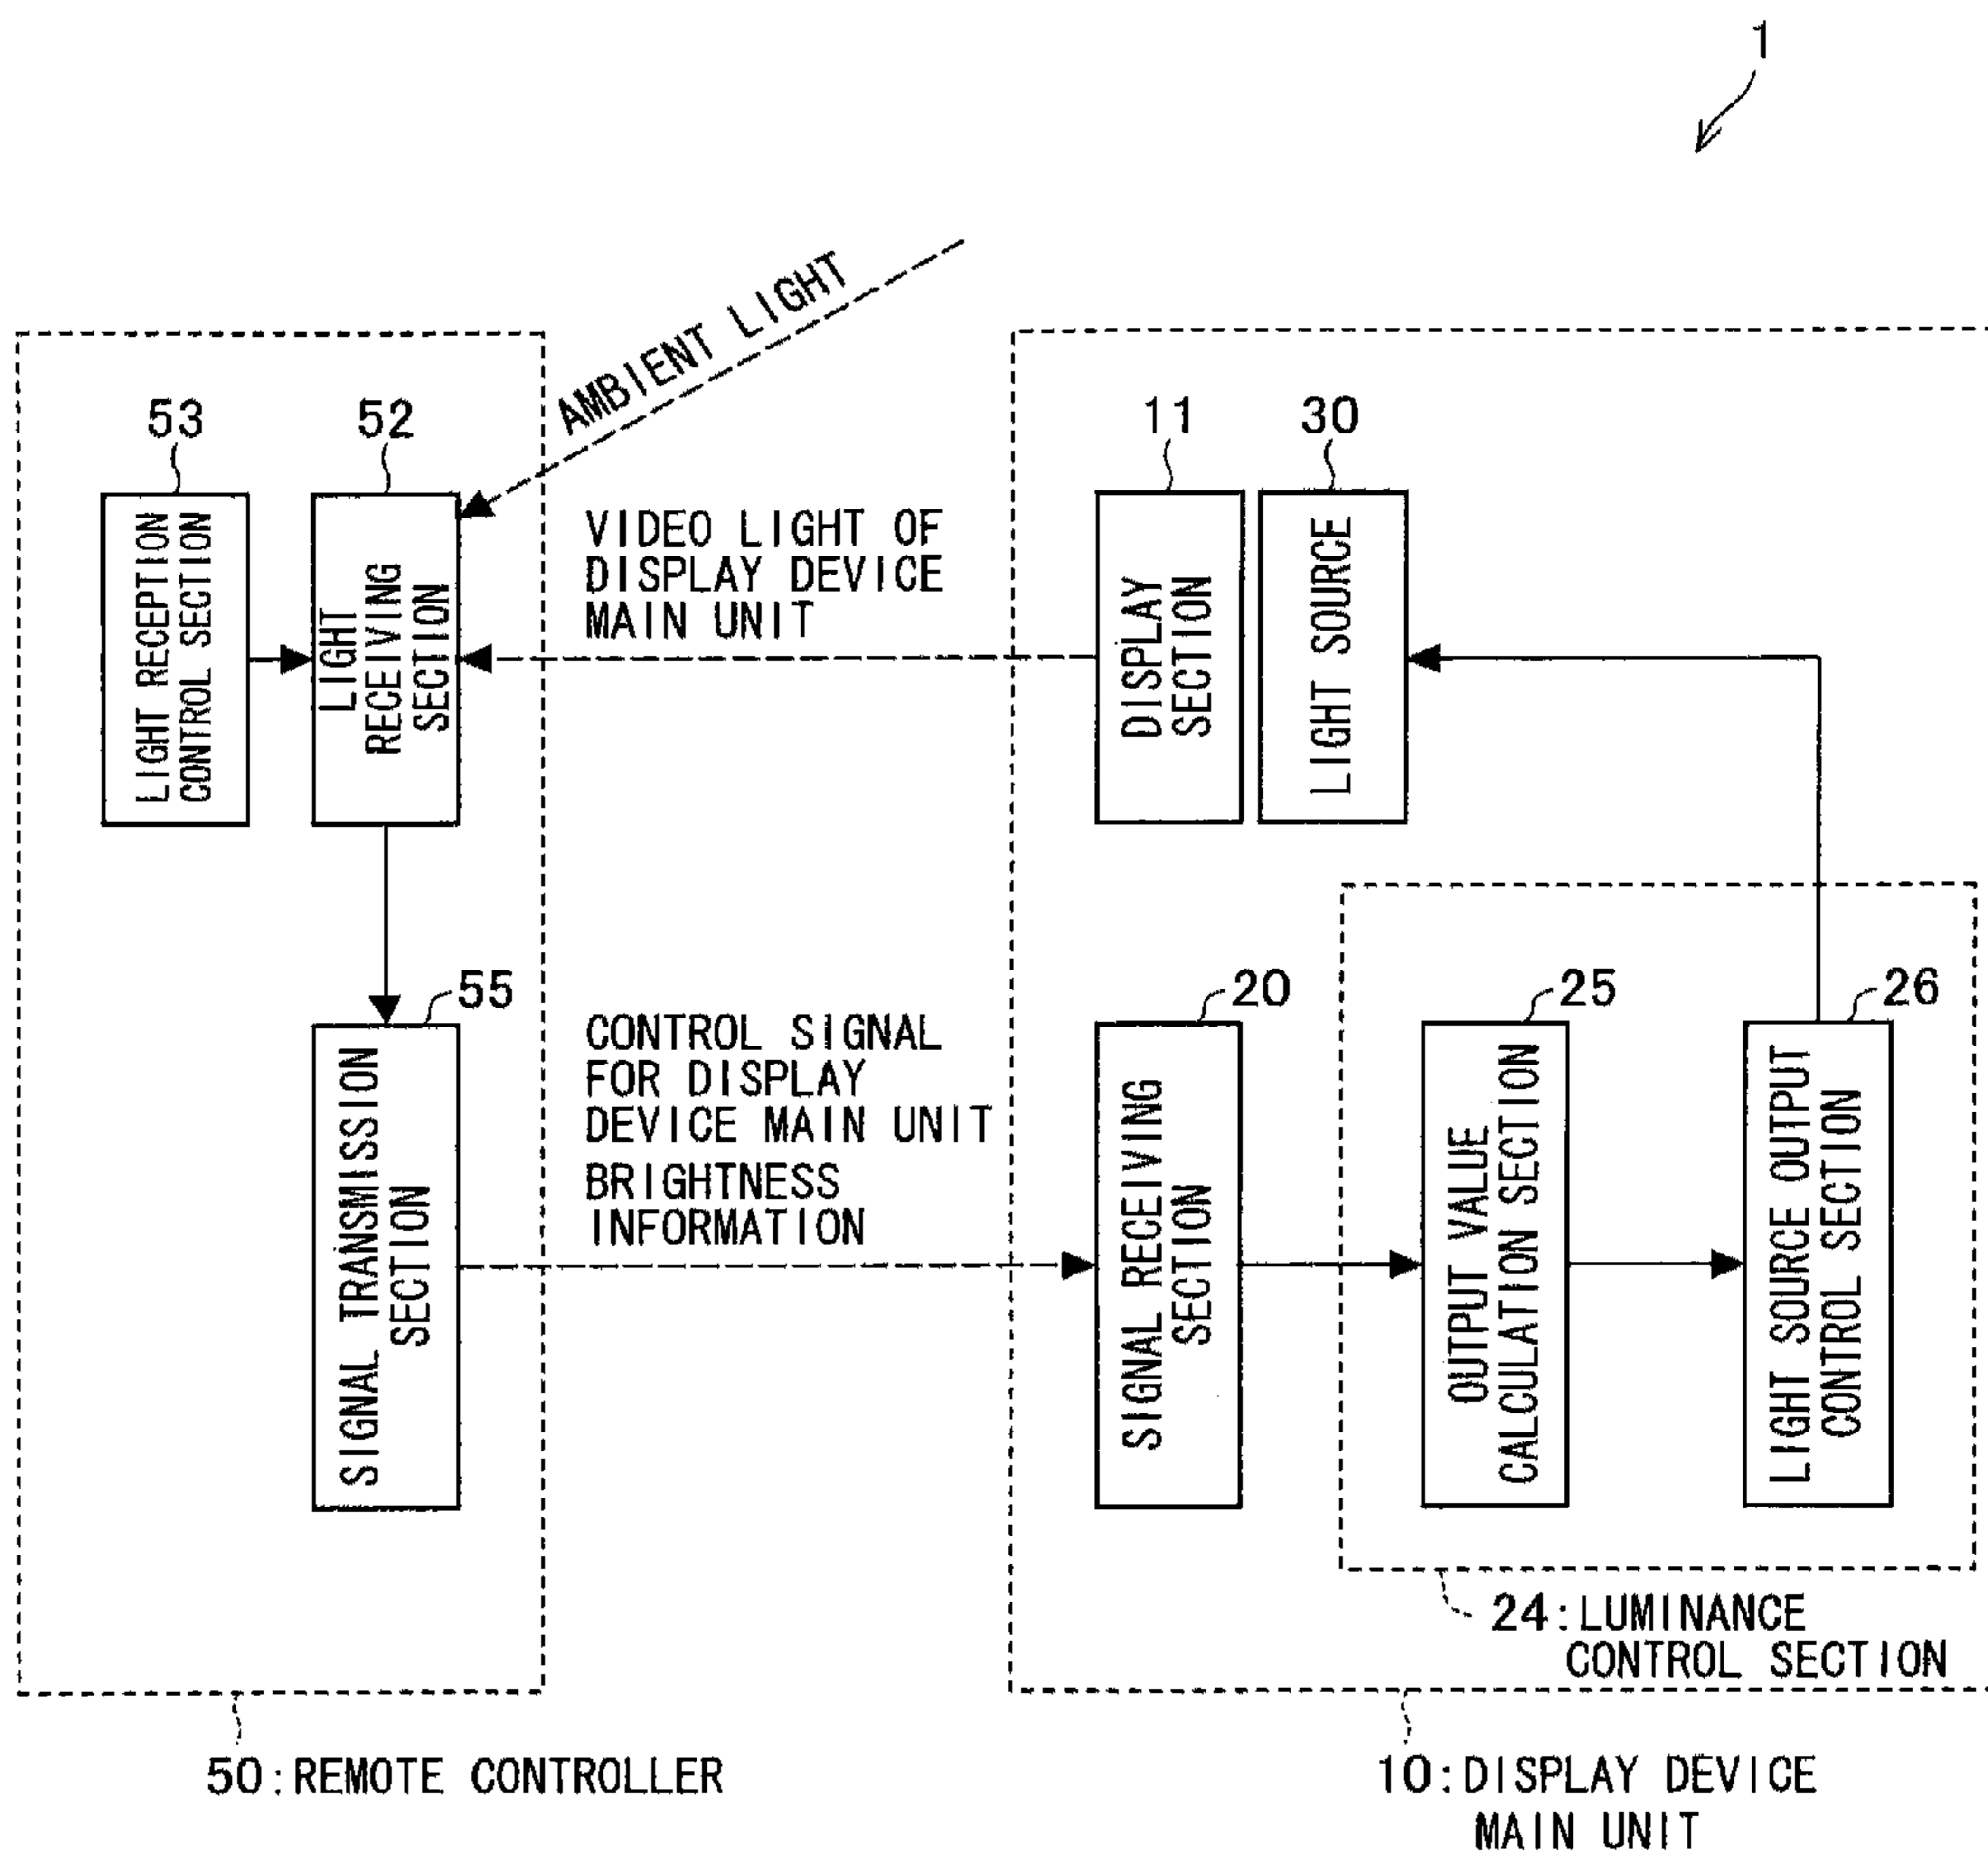 1
AMBIENT LIGHT
53
52
11
30
LIGHT RECEPTION
CONTROL SECTION
LIGHT
RECEIVING
SECTION
VIDEO LIGHT OF
DISPLAY DEVICE
MAIN UNIT
DISPLAY
SECTION
LIGHT SOURCE
55
20
25
26
SIGNAL TRANSMISSION
SECTION
CONTROL SIGNAL
FOR DISPLAY
DEVICE MAIN UNIT
BRIGHTNESS
INFORMATION
SIGNAL RECEIVING
SECTION
OUTPUT VALUE
CALCULATION SECTION
LIGHT SOURCE OUTPUT
CONTROL SECTION
24:LUMINANCE
CONTROL SECTION
50:REMOTE CONTROLLER
10:DISPLAY DEVICE
MAIN UNIT